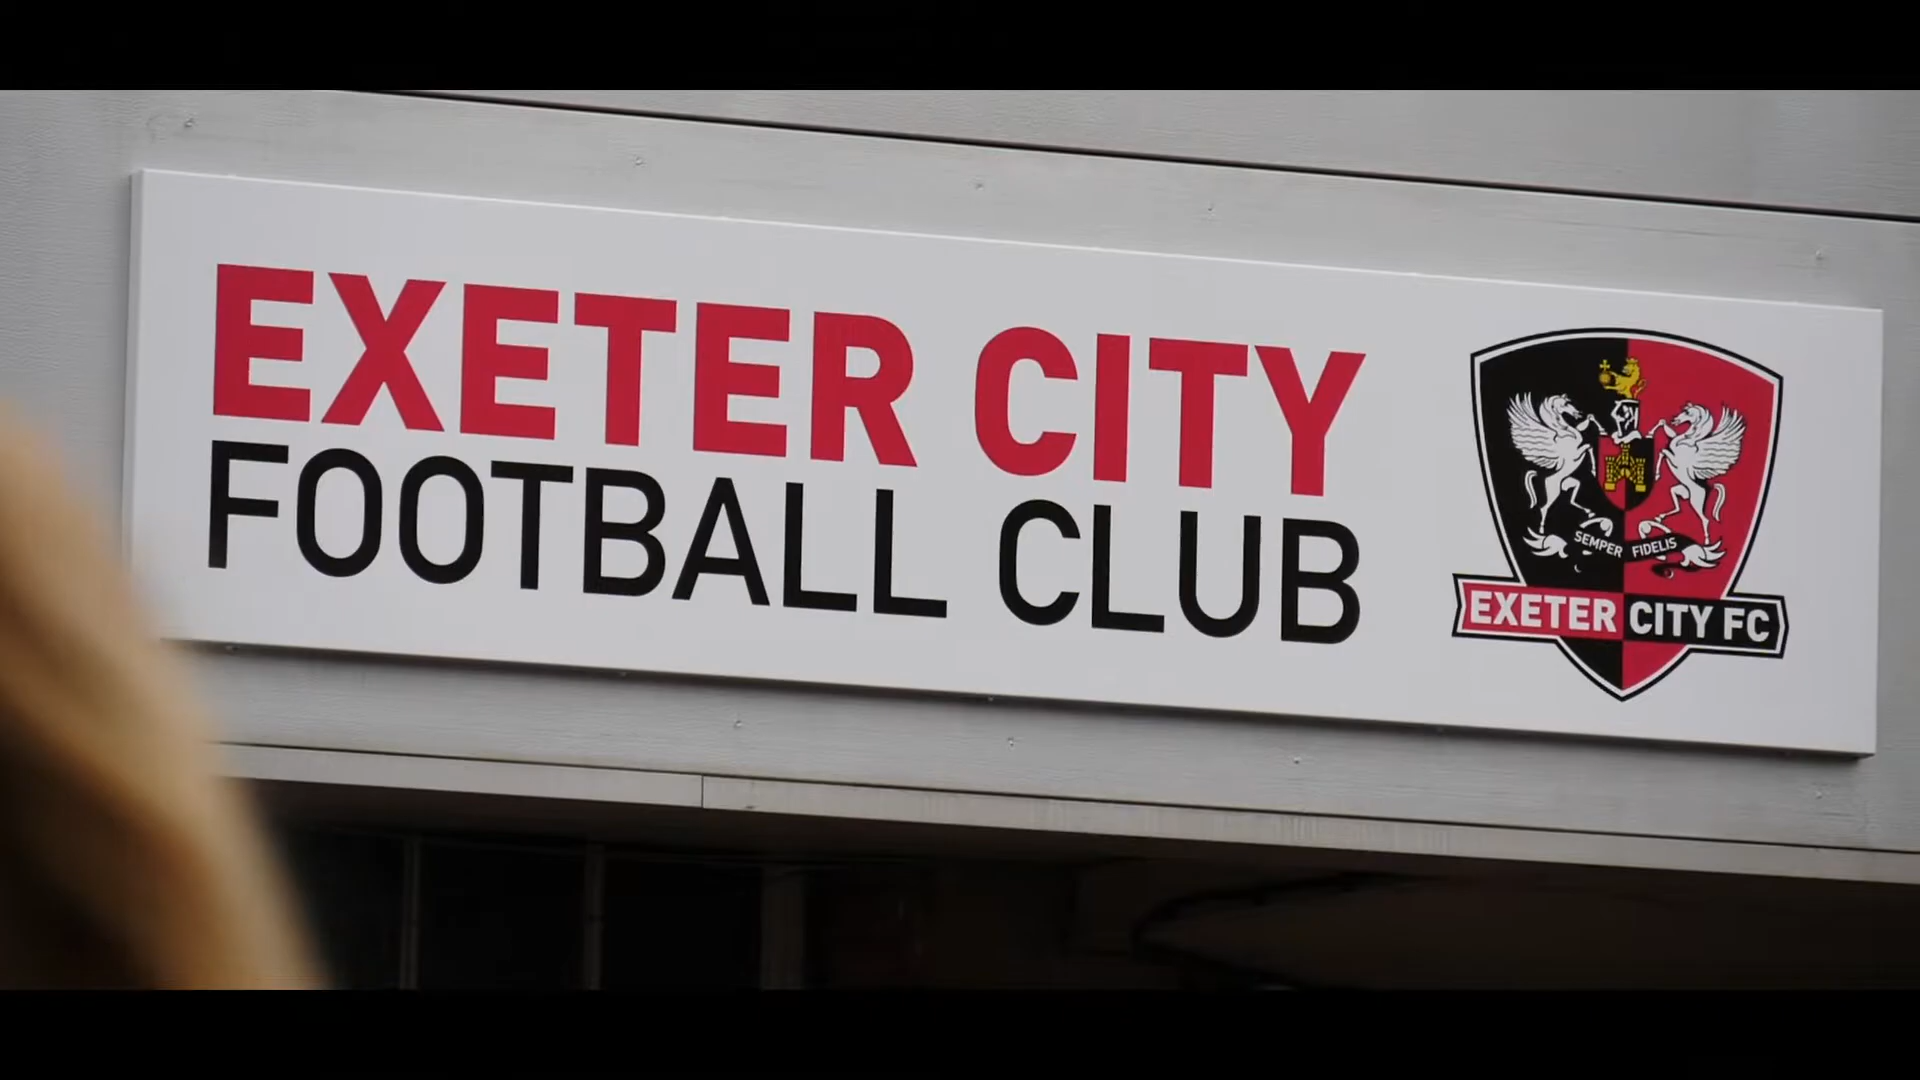 EXETER CITY
FOOTBALL CLUB
SEMPER FIDELIS
EXETER CITY FC